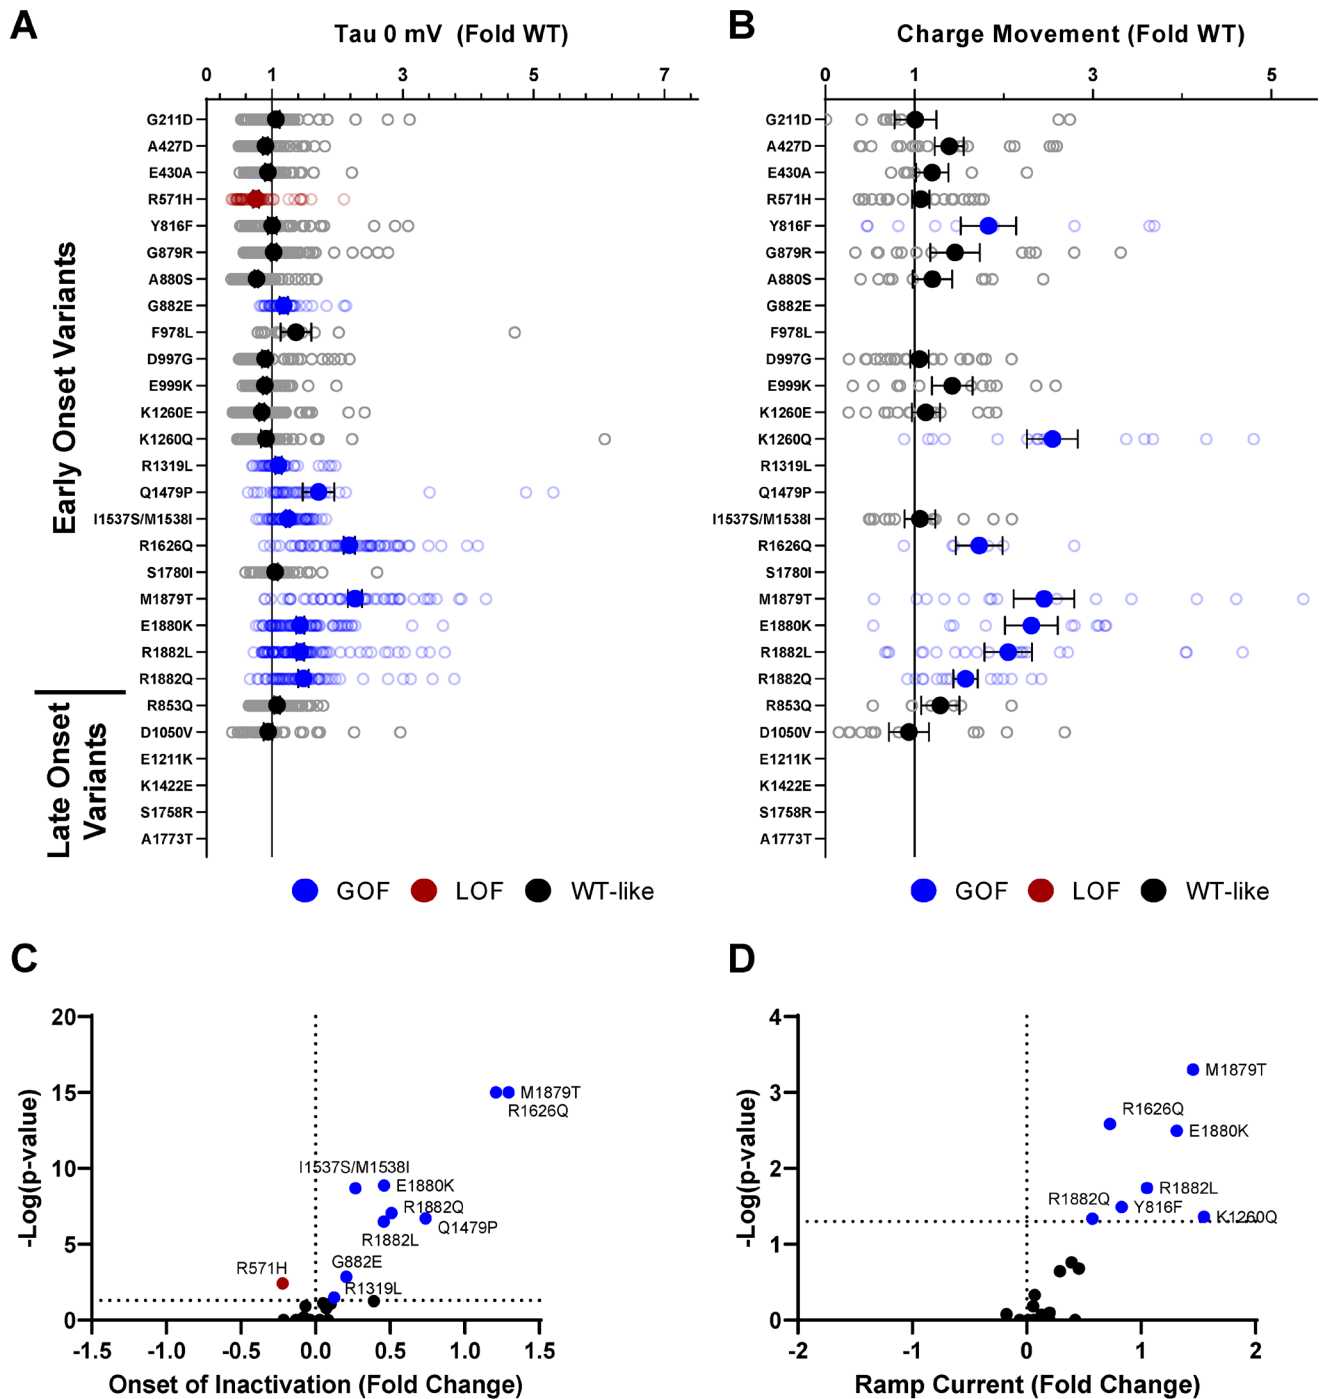 A
Tau 0 mV (Fold WT)
0 1 3 5 7
Early Onset Variants
G211D
A427D
E430A
R571H
Y816F
G879R
A880S
G882E
F978L
D997G
E999K
K1260E
K1260Q
R1319L
Q1479P
I1537S/M1538I
R1626Q
S1780I
M1879T
E1880K
R1882L
R1882Q
Late Onset
Variants
R853Q
D1050V
E1211K
K1422E
S1758R
A1773T
GOF LOF WT-like
B
Charge Movement (Fold WT)
0 1 3 5
G211D
A427D
E430A
R571H
Y816F
G879R
A880S
G882E
F978L
D997G
E999K
K1260E
K1260Q
R1319L
Q1479P
I1537S/M1538I
R1626Q
S1780I
M1879T
E1880K
R1882L
R1882Q
R853Q
D1050V
E1211K
K1422E
S1758R
A1773T
GOF LOF WT-like
C
-Log(p-value)
20
15
10
5
0
M1879T
R1626Q
I1537S/M1538I
E1880K
R1882Q
Q1479P
R1882L
G882E
R571H
R1319L
-1.5 -1.0 -0.5 0.0 0.5 1.0 1.5
Onset of Inactivation (Fold Change)
D
-Log(p-value)
4
3
2
1
0
M1879T
R1626Q
E1880K
R1882L
R1882Q
Y816F
K1260Q
-2 -1 0 1 2
Ramp Current (Fold Change)